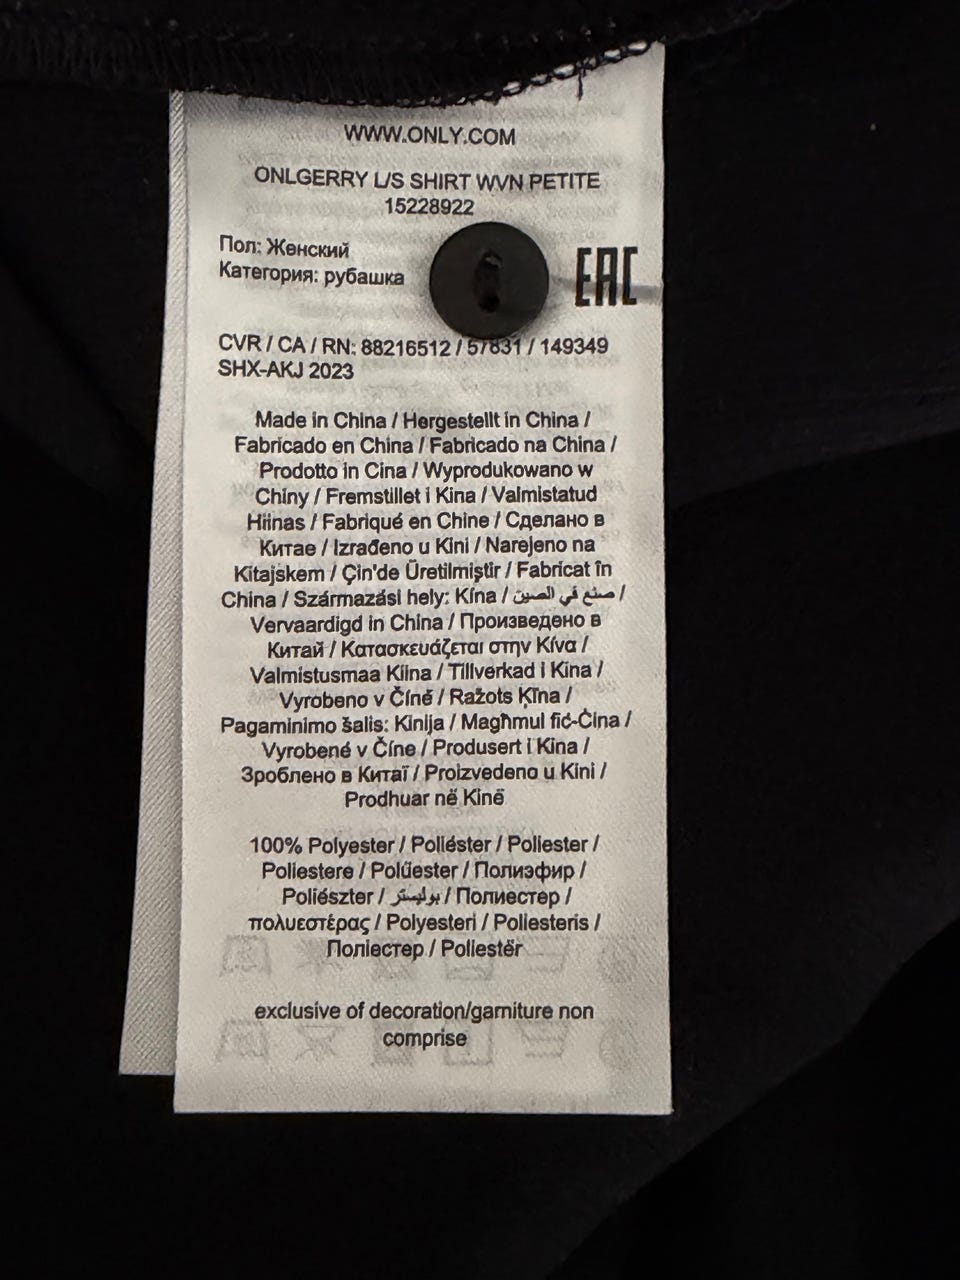 WWW.ONLY.COM
ONLGERRY L/S SHIRT WVN PETITE
15228922
Пол: Женский
Категория: рубашка
EAC
CVR / CA / RN: 88216512 / 57831 / 149349
SHX-AKJ 2023
Made in China / Hergestellt in China /
Fabricado en China / Fabricado na China /
Prodotto in Cina / Wyprodukowano w
Chiny / Fremstillet i Kina / Valmistatud
Hiinas / Fabriqué en Chine / Сделано в
Китае / Izrađeno u Kini / Narejeno na
Kitajskem / Çin'de Üretilmiştir / Fabricat în
China / Származási hely: Kína / صنع في الصين /
Vervaardigd in China / Произведено в
Китай / Κατασκευάζεται στην Κίνα /
Valmistusmaa Kiina / Tillverkad i Kina /
Vyrobeno v Číně / Ražots Ķīna /
Pagaminimo šalis: Kinija / Magħmul fiċ-Ċina /
Vyrobené v Číne / Produsert i Kina /
Зроблено в Китаї / Proizvedeno u Kini /
Prodhuar në Kinë
100% Polyester / Poliéster / Poliester /
Poliestere / Polüester / Полиэфир /
Poliészter / بوليستر / Полиестер /
πολυεστέρας / Polyesteri / Poliesteris /
Поліестер / Poliestër
exclusive of decoration/garniture non
comprise